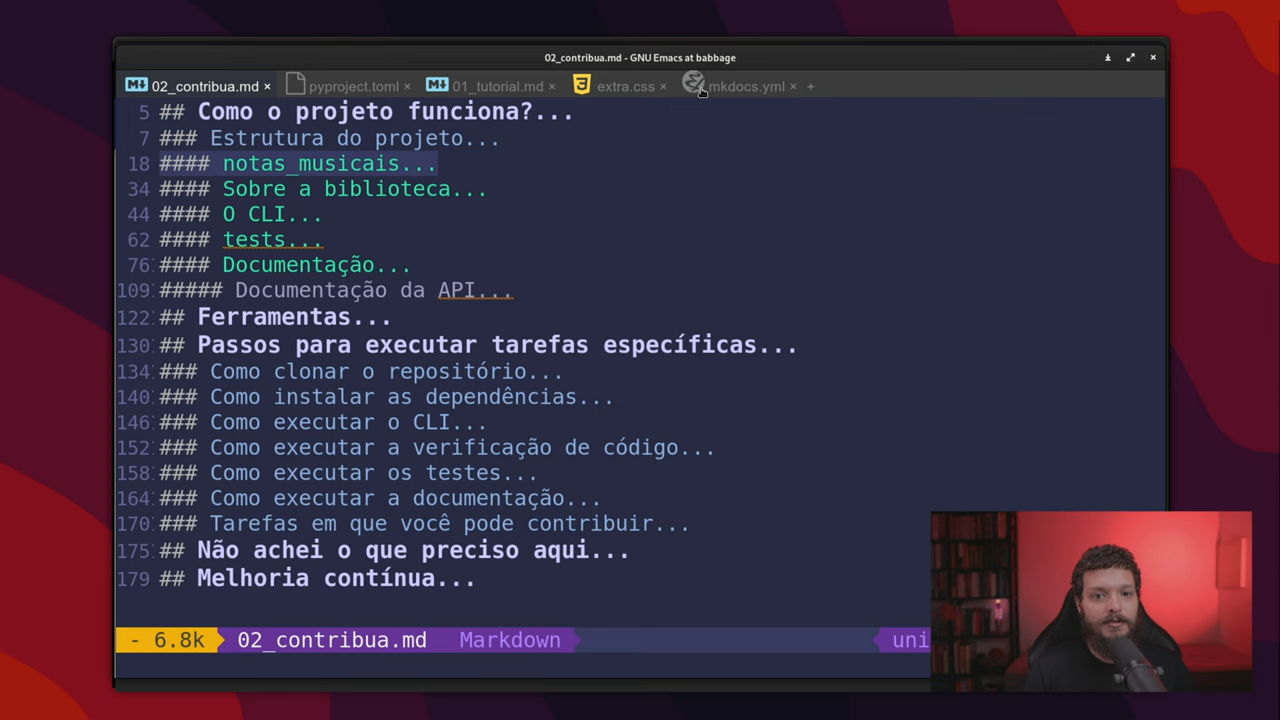 02_contribua.md - GNU Emacs at babbage
02_contribua.md × pyproject.toml × 01_tutorial.md × extra.css × mkdocs.yml × +
5 ## Como o projeto funciona?...
7 ### Estrutura do projeto...
18 #### notas_musicais...
34 #### Sobre a biblioteca...
44 #### O CLI...
62 #### tests...
76 #### Documentação...
109 ##### Documentação da API...
122 ## Ferramentas...
130 ## Passos para executar tarefas específicas...
134 ### Como clonar o repositório...
140 ### Como instalar as dependências...
146 ### Como executar o CLI...
152 ### Como executar a verificação de código...
158 ### Como executar os testes...
164 ### Como executar a documentação...
170 ### Tarefas em que você pode contribuir...
175 ## Não achei o que preciso aqui...
179 ## Melhoria contínua...
- 6.8k 02_contribua.md Markdown uni